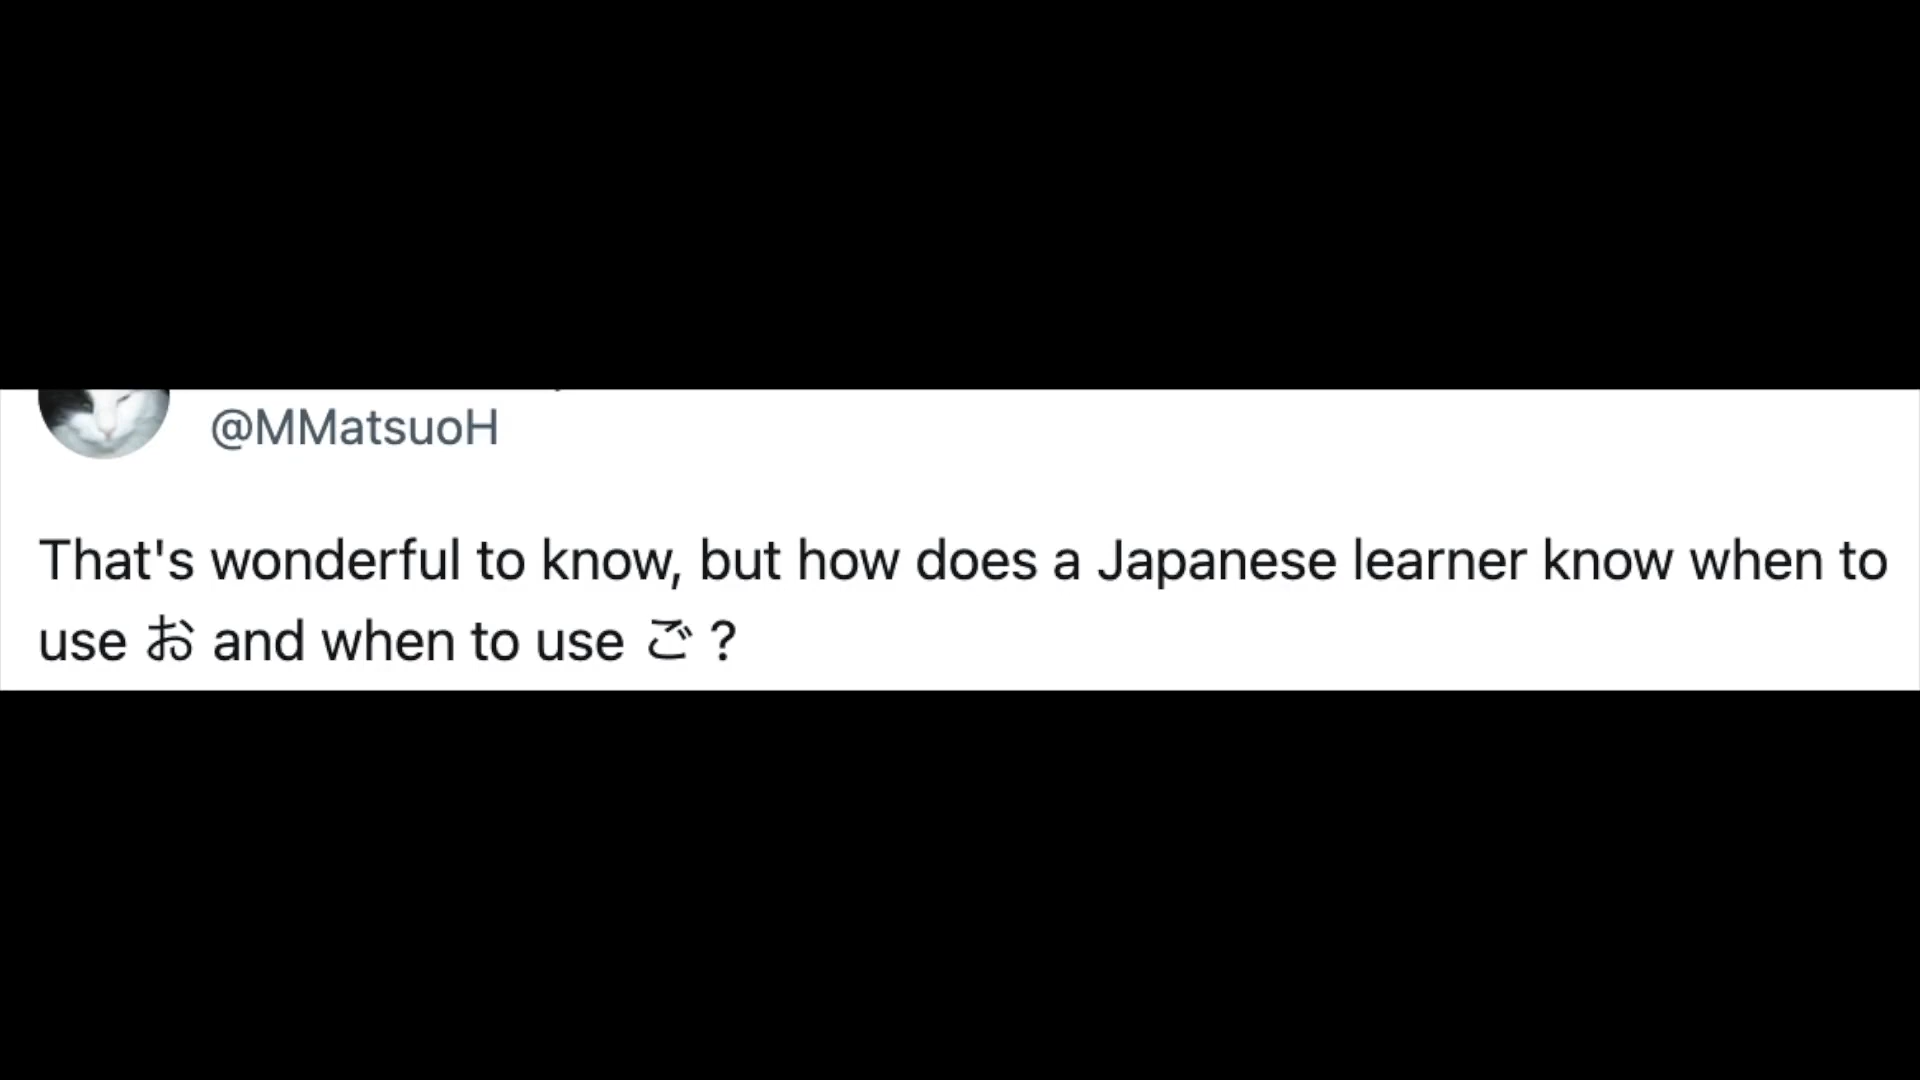 @MMatsuoH
That's wonderful to know, but how does a Japanese learner know when to
use お and when to use ご ?